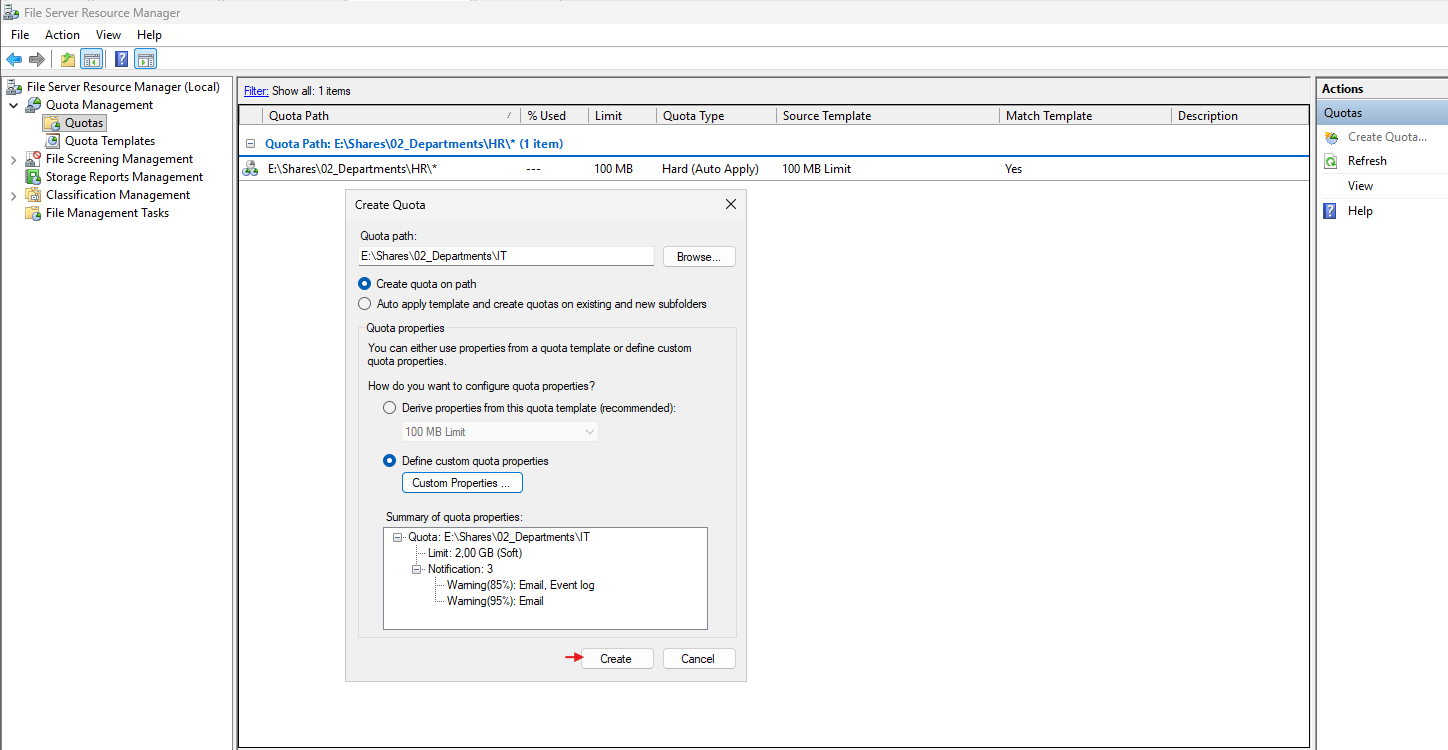 File Server Resource Manager
File Action View Help
File Server Resource Manager (Local)
Quota Management
Quotas
Quota Templates
File Screening Management
Storage Reports Management
Classification Management
File Management Tasks
Filter: Show all: 1 items
Quota Path / % Used Limit Quota Type Source Template Match Template Description
Quota Path: E:\Shares\02_Departments\HR\* (1 item)
E:\Shares\02_Departments\HR\* --- 100 MB Hard (Auto Apply) 100 MB Limit Yes
Create Quota
Quota path:
E:\Shares\02_Departments\IT
Browse...
Create quota on path
Auto apply template and create quotas on existing and new subfolders
Quota properties
You can either use properties from a quota template or define custom
quota properties.
How do you want to configure quota properties?
Derive properties from this quota template (recommended):
100 MB Limit
Define custom quota properties
Custom Properties ...
Summary of quota properties:
Quota: E:\Shares\02_Departments\IT
Limit: 2,00 GB (Soft)
Notification: 3
Warning(85%): Email, Event log
Warning(95%): Email
Create Cancel
Actions
Quotas
Create Quota...
Refresh
View
Help